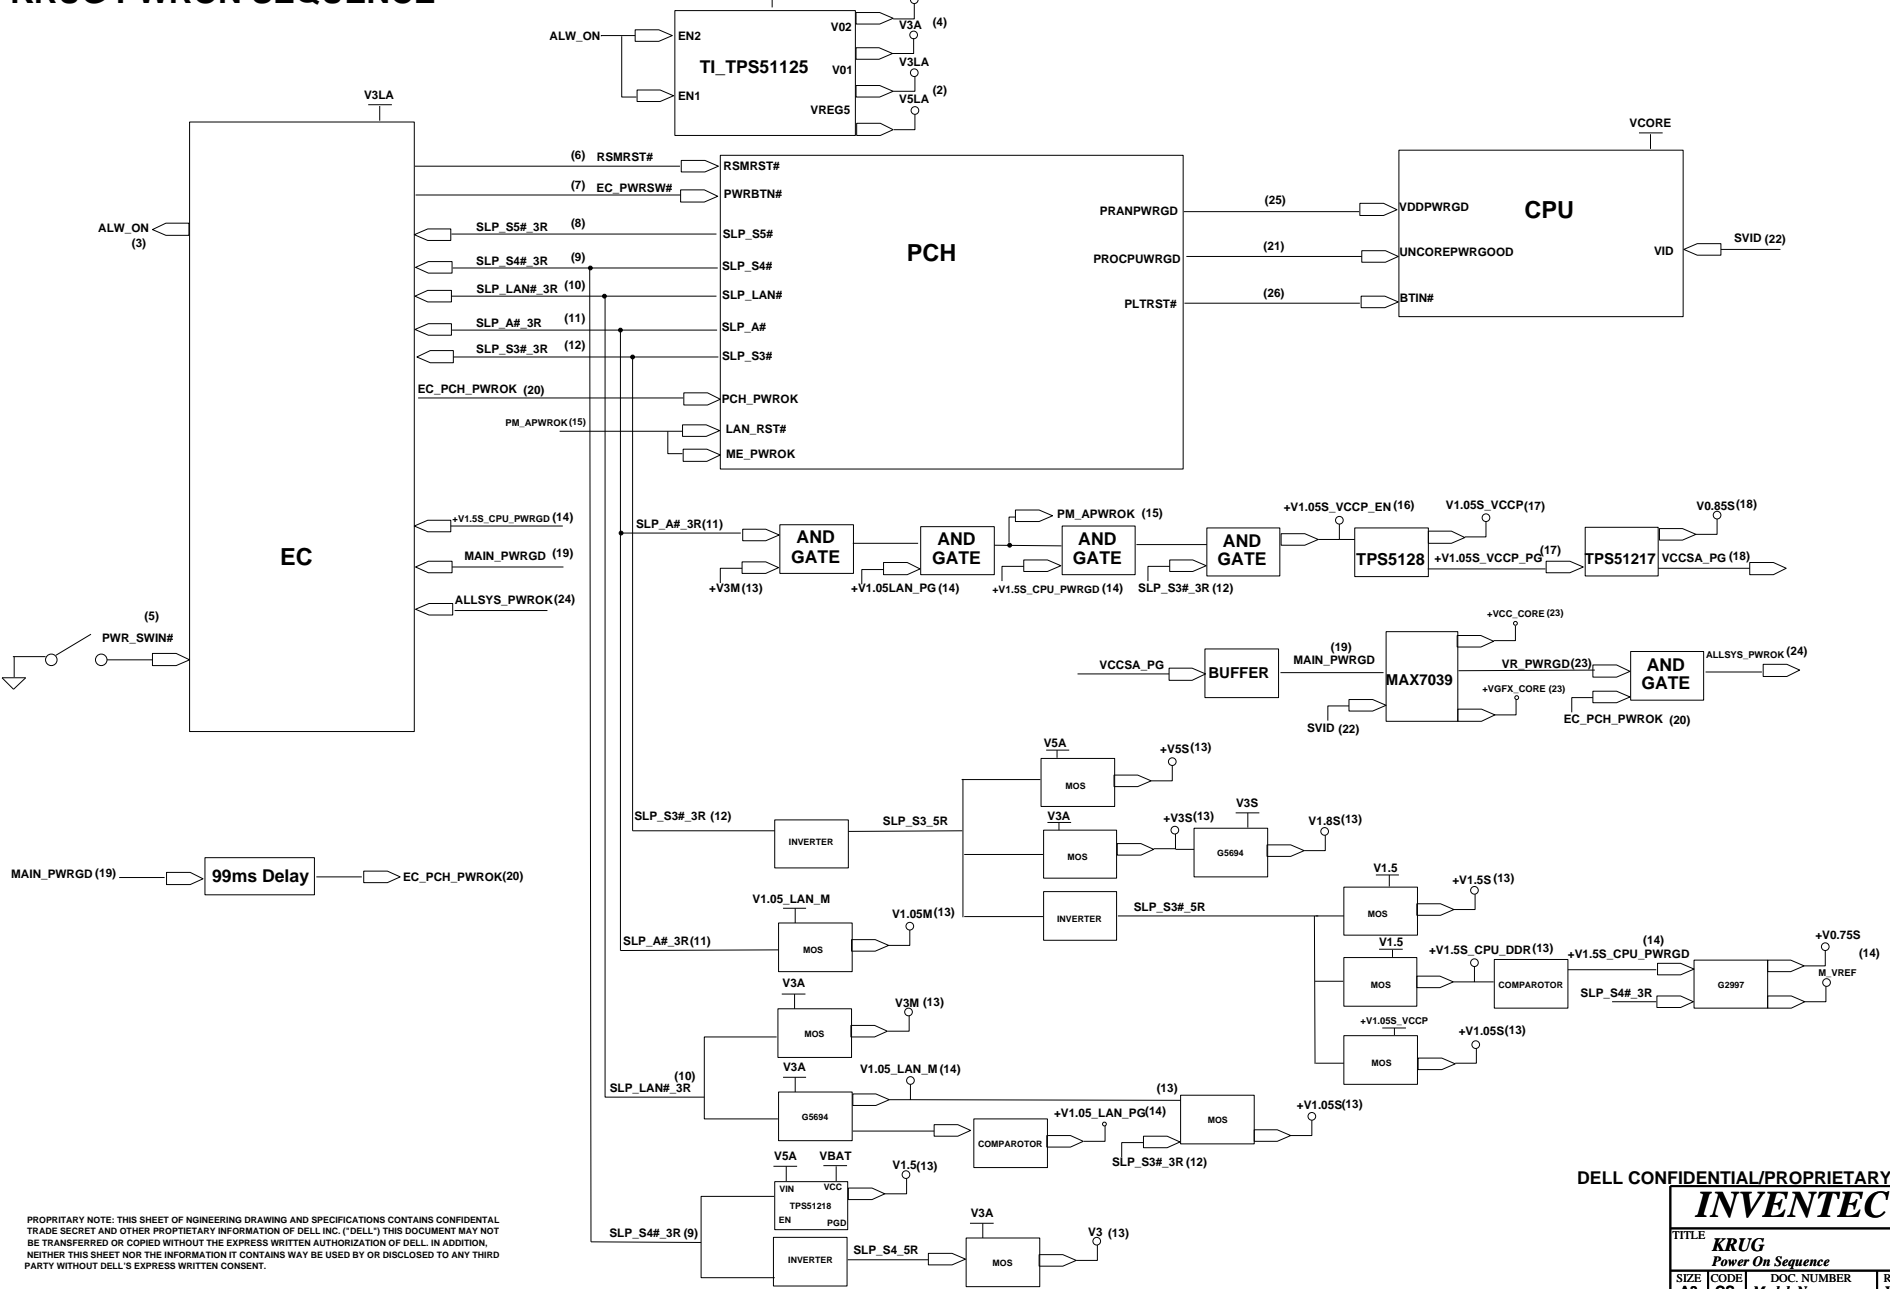 KRUG PWRON SEQUENCE
ALW_ON
EN2
EN1
TI_TPS51125
V02
V01
VREG5
V3A (4)
V3LA
V5LA (2)
V3LA
EC
ALW_ON
(3)
(5)
PWR_SWIN#
(6) RSMRST#
(7) EC_PWRSW#
SLP_S5#_3R (8)
SLP_S4#_3R (9)
SLP_LAN#_3R (10)
SLP_A#_3R (11)
SLP_S3#_3R (12)
EC_PCH_PWROK (20)
PM_APWROK(15)
+V1.5S_CPU_PWRGD (14)
MAIN_PWRGD (19)
ALLSYS_PWROK(24)
RSMRST#
PWRBTN#
SLP_S5#
SLP_S4#
SLP_LAN#
SLP_A#
SLP_S3#
PCH_PWROK
LAN_RST#
ME_PWROK
PCH
PRANPWRGD
PROCPUWRGD
PLTRST#
(25)
(21)
(26)
VCORE
CPU
VDDPWRGD
UNCOREPWRGOOD
BTIN#
VID
SVID (22)
SLP_A#_3R(11)
+V3M(13)
AND GATE
+V1.05LAN_PG (14)
AND GATE
PM_APWROK (15)
+V1.5S_CPU_PWRGD (14)
AND GATE
SLP_S3#_3R (12)
AND GATE
+V1.05S_VCCP_EN (16)
TPS5128
V1.05S_VCCP(17)
+V1.05S_VCCP_PG (17)
TPS51217
V0.85S(18)
VCCSA_PG (18)
VCCSA_PG
BUFFER
(19)
MAIN_PWRGD
SVID (22)
MAX7039
+VCC_CORE (23)
VR_PWRGD(23)
+VGFX_CORE (23)
EC_PCH_PWROK (20)
AND GATE
ALLSYS_PWROK (24)
MAIN_PWRGD (19)
99ms Delay
EC_PCH_PWROK(20)
SLP_S3#_3R (12)
INVERTER
SLP_S3_5R
V5A
MOS
+V5S(13)
V3A
MOS
+V3S(13)
V3S
G5694
V1.8S(13)
INVERTER
SLP_S3#_5R
V1.5
MOS
+V1.5S (13)
V1.5
MOS
+V1.5S_CPU_DDR(13)
COMPAROTOR
(14)
+V1.5S_CPU_PWRGD
SLP_S4#_3R
G2997
+V0.75S
(14)
M_VREF
+V1.05S_VCCP
MOS
+V1.05S(13)
V1.05_LAN_M
SLP_A#_3R(11)
MOS
V1.05M(13)
V3A
MOS
V3M (13)
(10)
SLP_LAN#_3R
V3A
G5694
V1.05_LAN_M (14)
COMPAROTOR
+V1.05_LAN_PG(14)
(13)
SLP_S3#_3R (12)
MOS
+V1.05S(13)
V5A
VBAT
VIN
VCC
TPS51218
EN
PGD
V1.5(13)
SLP_S4#_3R (9)
INVERTER
SLP_S4_5R
V3A
MOS
V3 (13)
PROPRITARY NOTE: THIS SHEET OF NGINEERING DRAWING AND SPECIFICATIONS CONTAINS CONFIDENTAL
TRADE SECRET AND OTHER PROPTIETARY INFORMATION OF DELL INC. ("DELL") THIS DOCUMENT MAY NOT
BE TRANSFERRED OR COPIED WITHOUT THE EXPRESS WRITTEN AUTHORIZATION OF DELL. IN ADDITION,
NEITHER THIS SHEET NOR THE INFORMATION IT CONTAINS WAY BE USED BY OR DISCLOSED TO ANY THIRD
PARTY WITHOUT DELL'S EXPRESS WRITTEN CONSENT.
DELL CONFIDENTIAL/PROPRIETARY
INVENTEC
TITLE
KRUG
Power On Sequence
SIZE CODE DOC. NUMBER